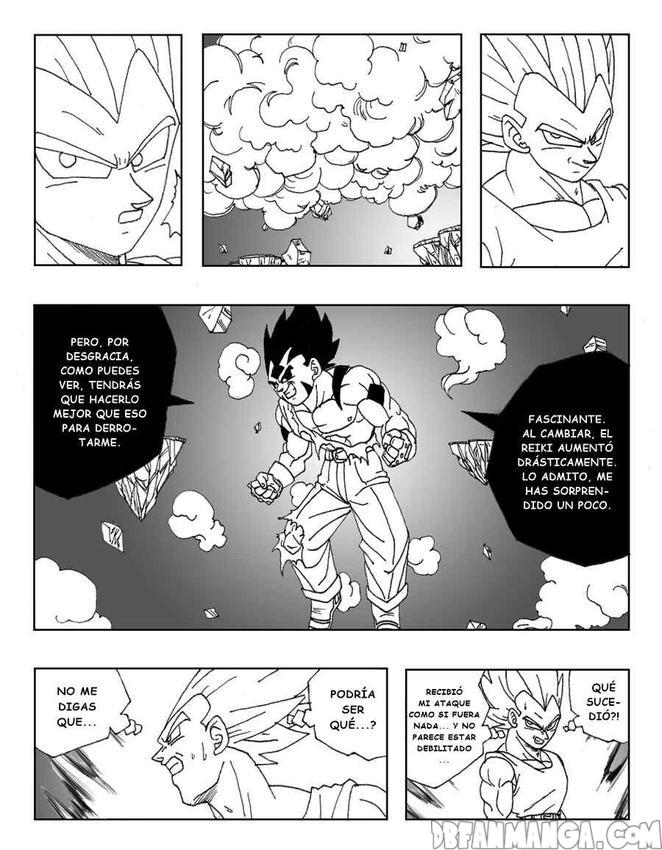 FASCINANTE.
AL CAMBIAR, EL
REIKI AUMENTÓ
DRÁSTICAMENTE.
LO ADMITO, ME
HAS SORPREN-
DIDO UN POCO.
PERO, POR
DESGRACIA,
COMO PUEDES
VER, TENDRÁS
QUE HACERLO
MEJOR QUE ESO
PARA DERRO-
TARME.
QUÉ
SUCE-
DIÓ?!
RECIBIÓ
MI ATAQUE
COMO SI FUERA
NADA... Y NO
PARECE ESTAR
DEBILITADO
...
PODRÍA
SER
QUÉ...?
NO ME
DIGAS
QUE...
DBFANMANGA.COM